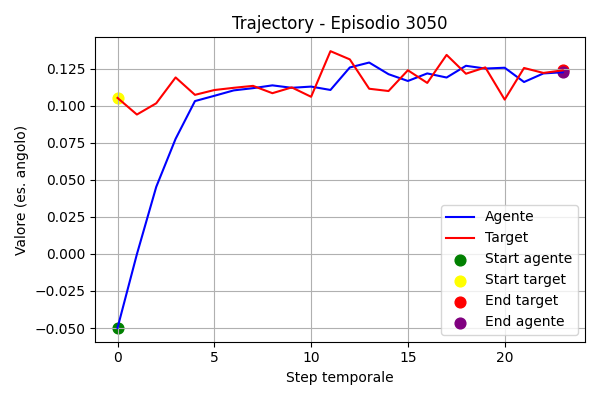 Trajectory - Episodio 3050
Valore (es. angolo)
0.125
0.100
0.075
0.050
0.025
0.000
−0.025
−0.050
Agente
Target
Start agente
Start target
End target
End agente
0 5 10 15 20
Step temporale